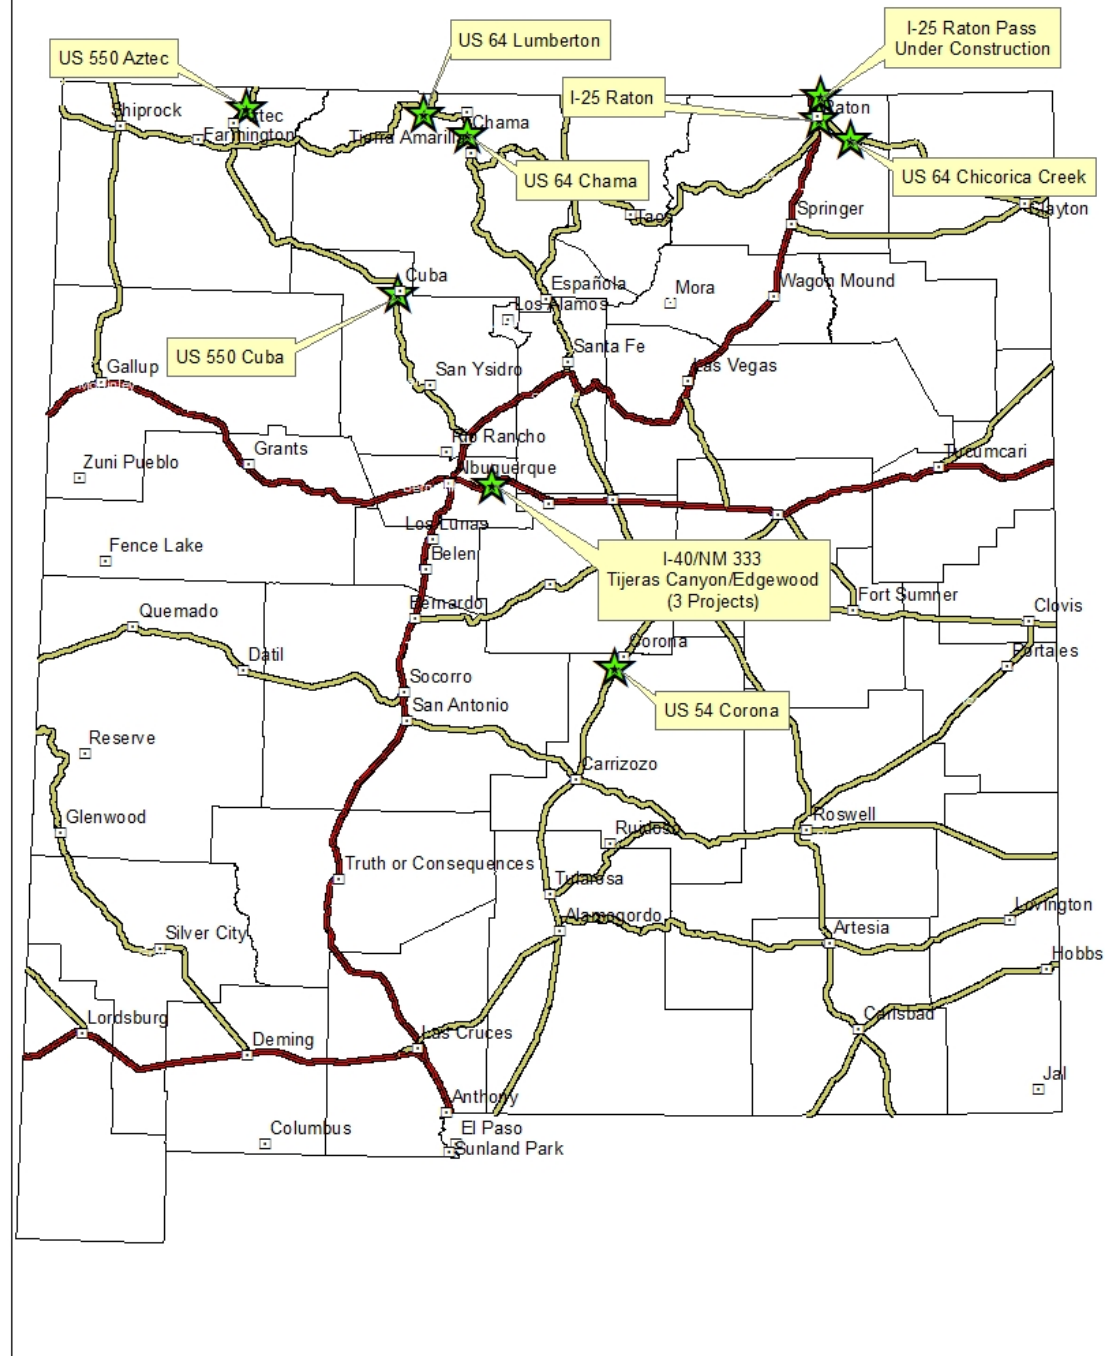 I-25 Raton Pass
Under Construction
US 64 Lumberton
US 550 Aztec
I-25 Raton
Raton
Shiprock
Aztec
Farmington
Chama
Tierra Amarilla
US 64 Chama
US 64 Chicorica Creek
Taos
Springer
Clayton
Cuba
Española
Mora
Wagon Mound
Los Alamos
US 550 Cuba
Santa Fe
Gallup
San Ysidro
Las Vegas
Rio Rancho
Grants
Zuni Pueblo
Albuquerque
Tucumcari
Los Lunas
Fence Lake
Belen
I-40/NM 333
Tijeras Canyon/Edgewood
(3 Projects)
Fort Sumner
Clovis
Quemado
Bernardo
Corona
Portales
Datil
Socorro
San Antonio
US 54 Corona
Reserve
Carrizozo
Glenwood
Ruidoso
Roswell
Truth or Consequences
Tularosa
Alamogordo
Lovington
Silver City
Artesia
Hobbs
Lordsburg
Deming
Las Cruces
Carlsbad
Jal
Anthony
Columbus
El Paso
Sunland Park